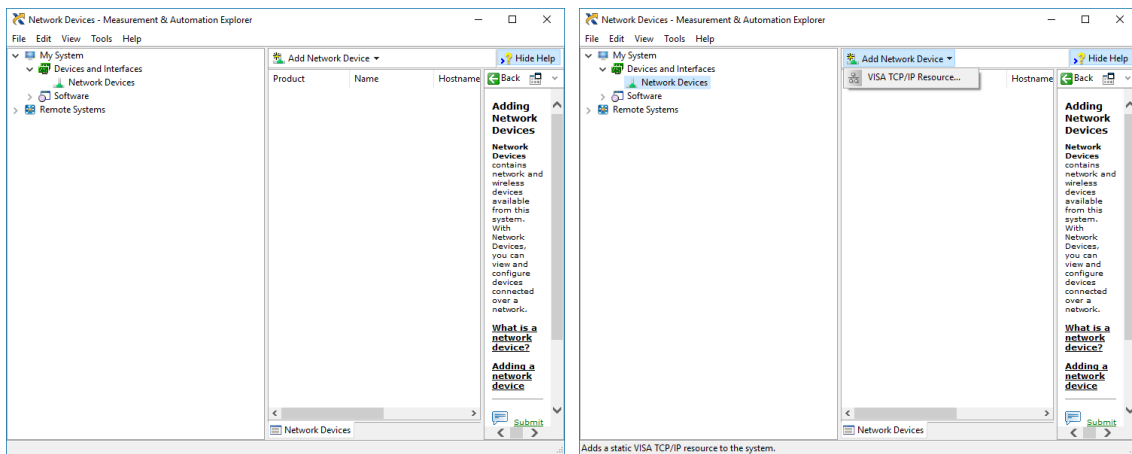 Network Devices - Measurement & Automation Explorer
File Edit View Tools Help
My System
Devices and Interfaces
Network Devices
Software
Remote Systems
Add Network Device
Hide Help
Product Name Hostname
Back
Adding
Network
Devices
Network
Devices
contains
network and
wireless
devices
available
from this
system.
With
Network
Devices,
you can
view and
configure
devices
connected
over a
network.
What is a
network
device?
Adding a
network
device
Submit
Network Devices
Network Devices - Measurement & Automation Explorer
File Edit View Tools Help
My System
Devices and Interfaces
Network Devices
Software
Remote Systems
Add Network Device
Hide Help
VISA TCP/IP Resource...
Hostname
Back
Adding
Network
Devices
Network
Devices
contains
network and
wireless
devices
available
from this
system.
With
Network
Devices,
you can
view and
configure
devices
connected
over a
network.
What is a
network
device?
Adding a
network
device
Submit
Network Devices
Adds a static VISA TCP/IP resource to the system.